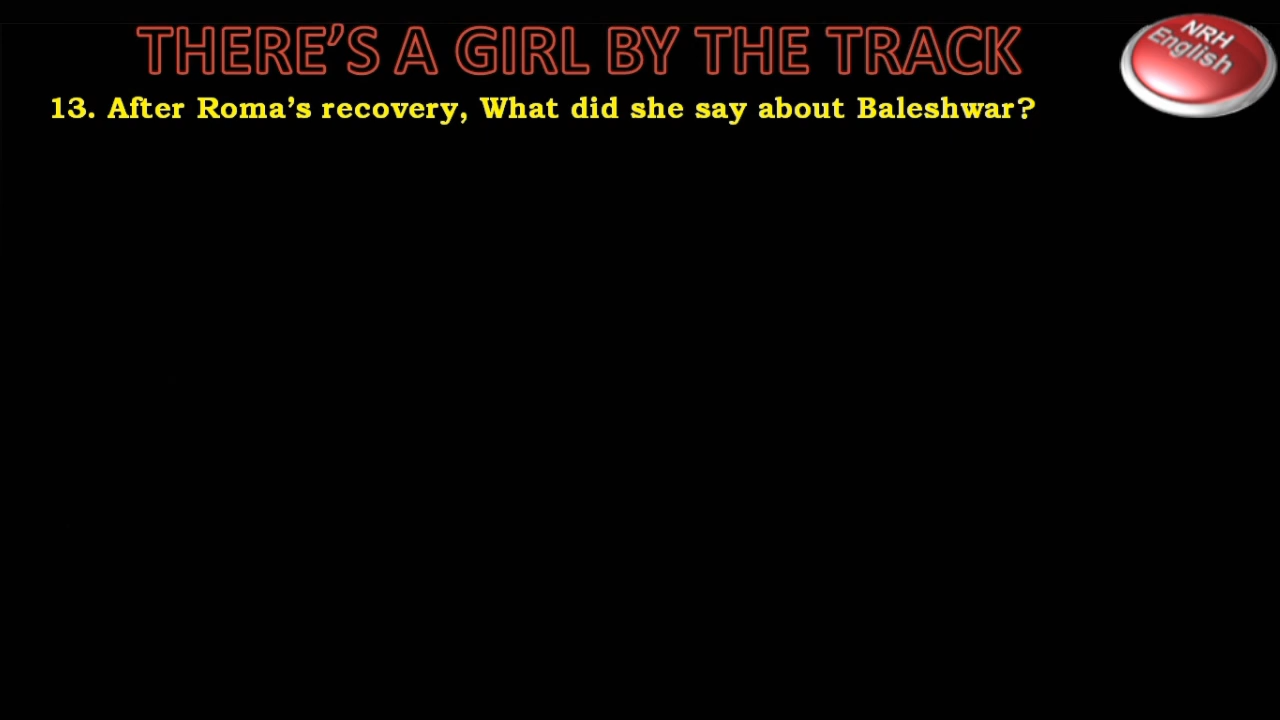 THERE'S A GIRL BY THE TRACK
NRH
English
13. After Roma's recovery, What did she say about Baleshwar?